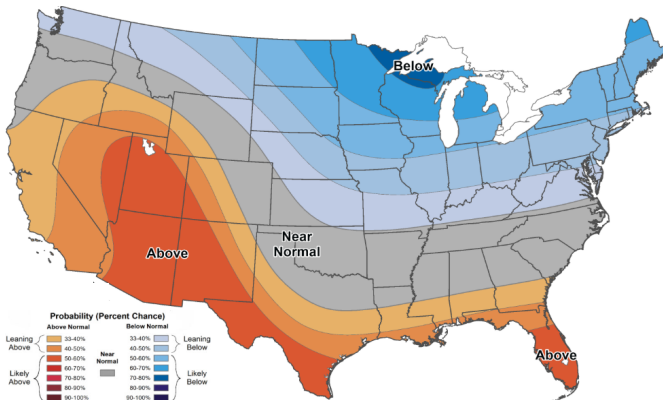 Below
Near
Normal
Above
Above
Probability (Percent Chance)
Above Normal
Below Normal
Leaning
Above
33-40%
40-50%
Likely
Above
50-60%
60-70%
70-80%
80-90%
90-100%
Near
Normal
33-40%
40-50%
Leaning
Below
50-60%
60-70%
70-80%
80-90%
90-100%
Likely
Below